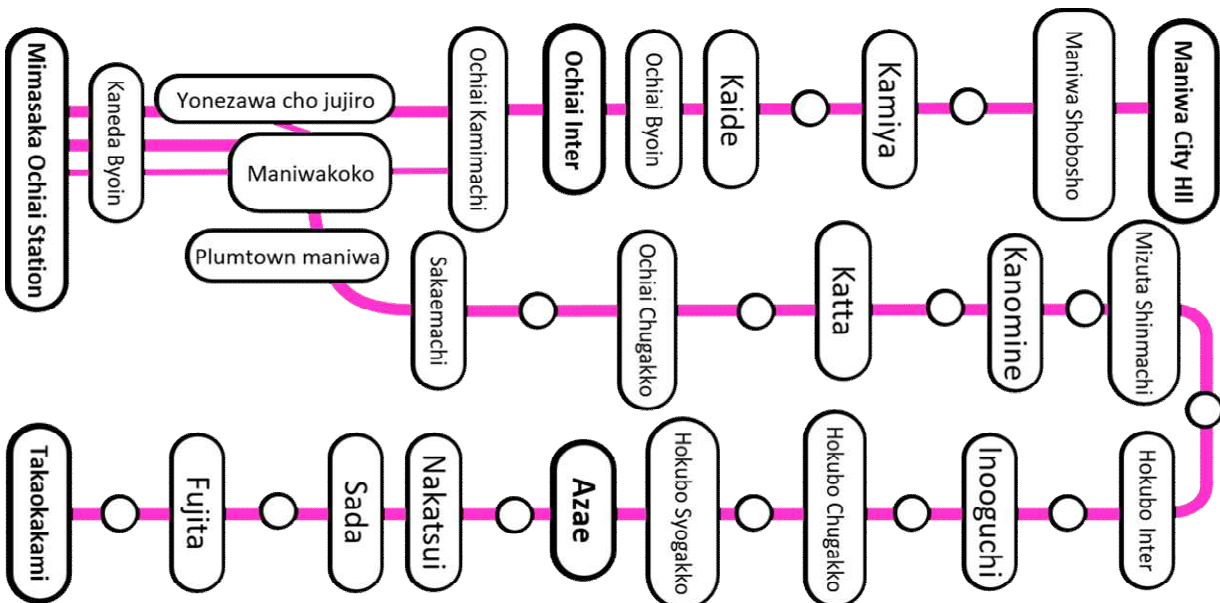 Mimasaka Ochiai Station
Kaneda Byoin
Yonezawa cho jujiro
Maniwakoko
Plumtown maniwa
Ochiai Kamimachi
Ochiai Inter
Ochiai Byoin
Kaide
Kamiya
Maniwa Shobosho
Maniwa City Hll
Sakaemachi
Ochiai Chugakko
Katta
Kanomine
Mizuta Shinmachi
Takaokakami
Fujita
Sada
Nakatsui
Azae
Hokubo Syogakko
Hokubo Chugakko
Inooguchi
Hokubo Inter